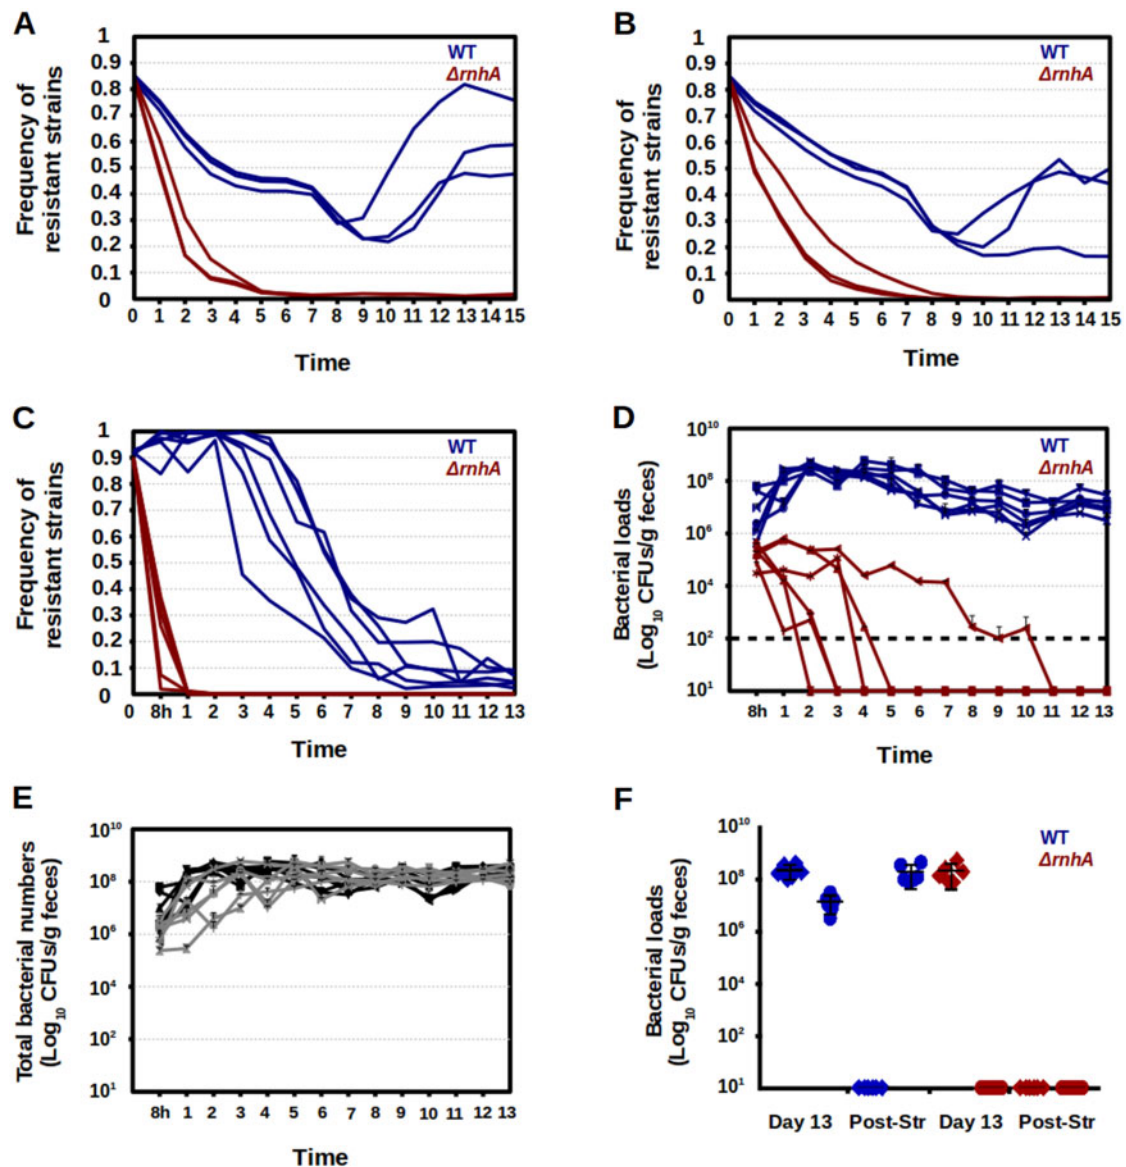 A
Frequency of
resistant strains
1
0.9
0.8
0.7
0.6
0.5
0.4
0.3
0.2
0.1
0
WT
ΔrnhA
0 1 2 3 4 5 6 7 8 9 10 11 12 13 14 15
Time
B
Frequency of
resistant strains
1
0.9
0.8
0.7
0.6
0.5
0.4
0.3
0.2
0.1
0
WT
ΔrnhA
0 1 2 3 4 5 6 7 8 9 10 11 12 13 14 15
Time
C
Frequency of
resistant strains
1
0.9
0.8
0.7
0.6
0.5
0.4
0.3
0.2
0.1
0
WT
ΔrnhA
0 8h 1 2 3 4 5 6 7 8 9 10 11 12 13
Time
D
Bacterial loads
(Log10 CFUs/g feces)
10^10
10^8
10^6
10^4
10^2
10^1
WT
ΔrnhA
8h 1 2 3 4 5 6 7 8 9 10 11 12 13
Time
E
Total bacterial numbers
(Log10 CFUs/g feces)
10^10
10^8
10^6
10^4
10^2
10^1
8h 1 2 3 4 5 6 7 8 9 10 11 12 13
Time
F
Bacterial loads
(Log10 CFUs/g feces)
10^10
10^8
10^6
10^4
10^2
10^1
WT
ΔrnhA
Day 13 Post-Str Day 13 Post-Str